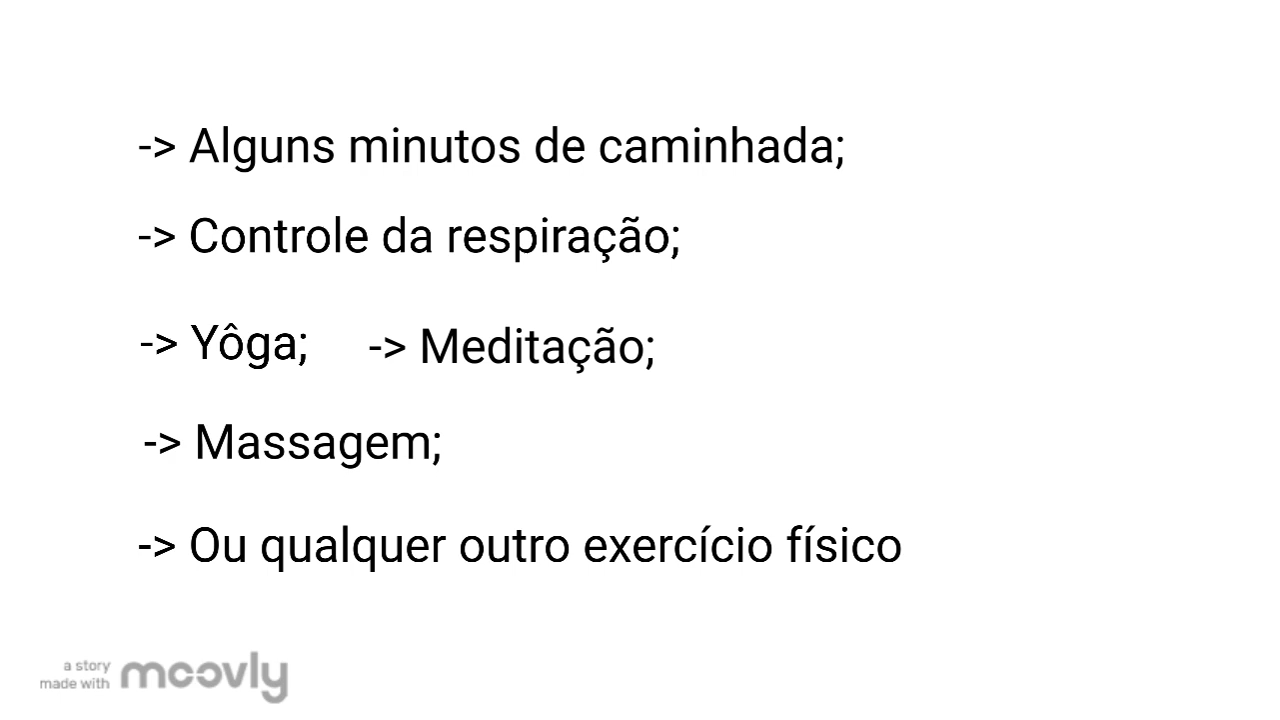 -> Alguns minutos de caminhada;
-> Controle da respiração;
-> Yôga; -> Meditação;
-> Massagem;
-> Ou qualquer outro exercício físico
a story
made with moovly